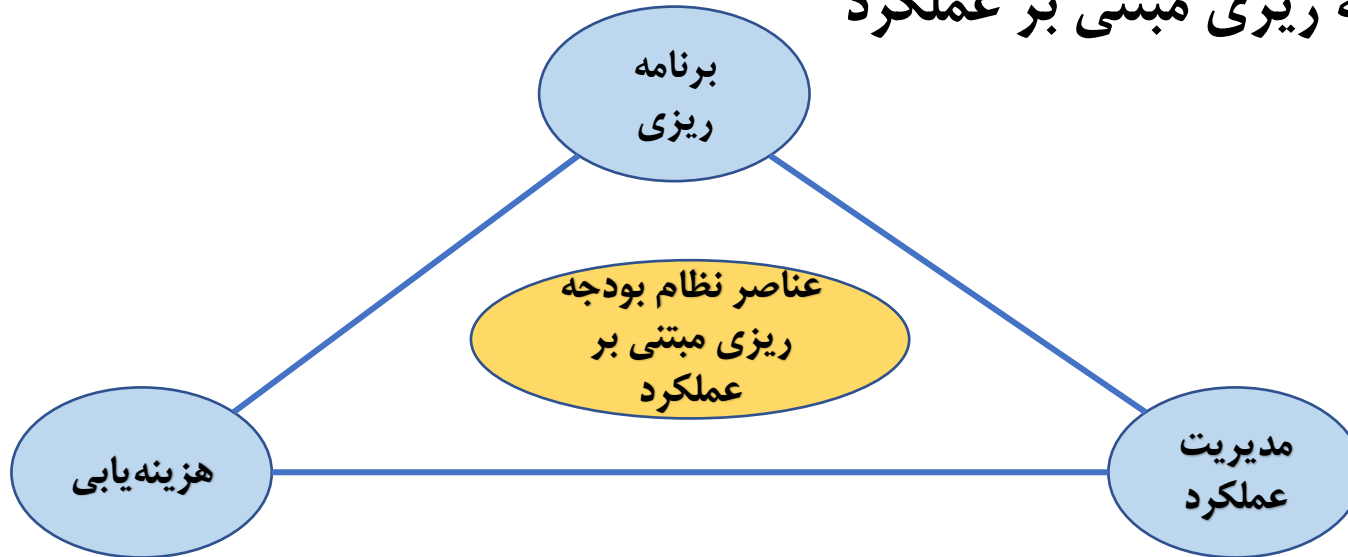 ریزی مبتنی بر عملکرد
برنامه
ریزی
عناصر نظام بودجه
ریزی مبتنی بر
عملکرد
مدیریت
عملکرد
هزینه‌یابی